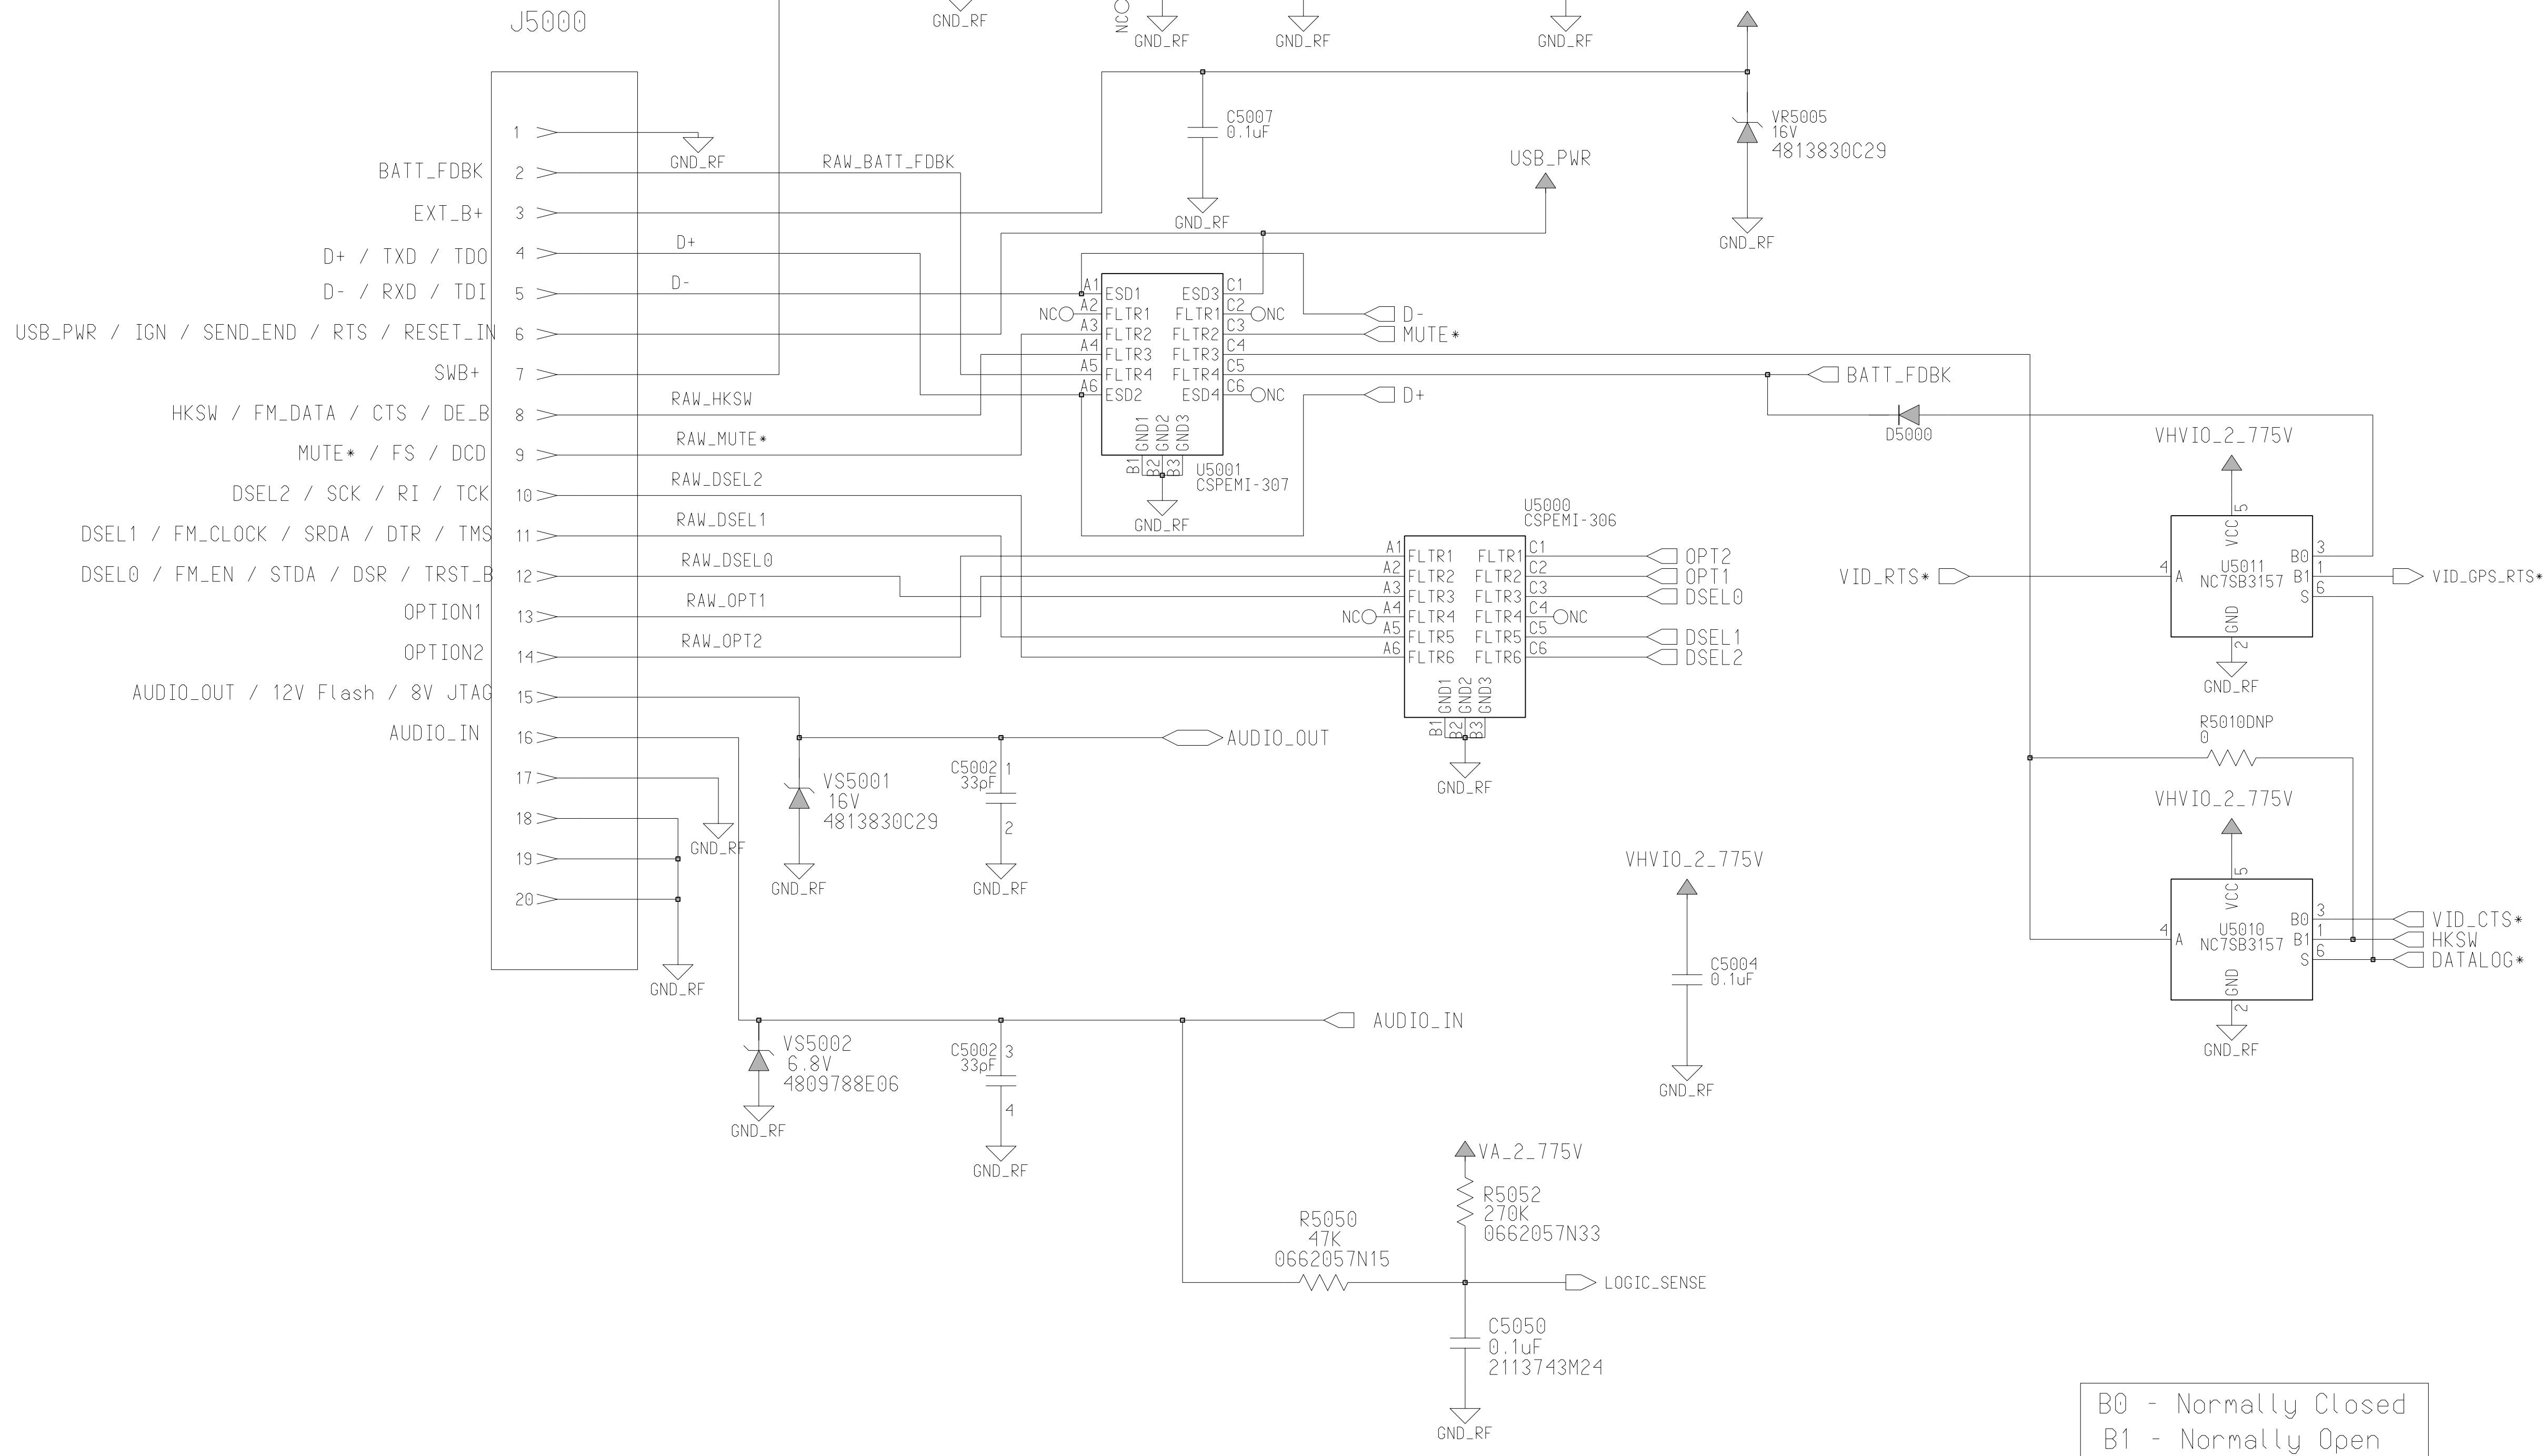 J5000
GND_RF
NC
GND_RF
GND_RF
GND_RF
1
GND_RF
BATT_FDBK
2
RAW_BATT_FDBK
EXT_B+
3
D+ / TXD / TDO
4
D+
D- / RXD / TDI
5
D-
USB_PWR / IGN / SEND_END / RTS / RESET_IN
6
SWB+
7
HKSW / FM_DATA / CTS / DE_B
8
RAW_HKSW
MUTE* / FS / DCD
9
RAW_MUTE*
DSEL2 / SCK / RI / TCK
10
RAW_DSEL2
DSEL1 / FM_CLOCK / SRDA / DTR / TMS
11
RAW_DSEL1
DSEL0 / FM_EN / STDA / DSR / TRST_B
12
RAW_DSEL0
OPTION1
13
RAW_OPT1
OPTION2
14
RAW_OPT2
AUDIO_OUT / 12V Flash / 8V JTAG
15
AUDIO_IN
16
17
18
19
20
GND_RF
GND_RF
C5007
0.1uF
GND_RF
VR5005
16V
4813830C29
GND_RF
USB_PWR
A1 ESD1 ESD3 C1
NC A2 FLTR1 FLTR1 C2 NC
A3 FLTR2 FLTR2 C3
A4 FLTR3 FLTR3 C4
A5 FLTR4 FLTR4 C5
A6 ESD2 ESD4 C6 NC
GND1 GND2 GND3
B1 B2 B3
U5001
CSPEMI-307
GND_RF
D-
MUTE*
BATT_FDBK
D+
D5000
U5000
CSPEMI-306
A1 FLTR1 FLTR1 C1 OPT2
A2 FLTR2 FLTR2 C2 OPT1
A3 FLTR3 FLTR3 C3 DSEL0
NC A4 FLTR4 FLTR4 C4 NC
A5 FLTR5 FLTR5 C5 DSEL1
A6 FLTR6 FLTR6 C6 DSEL2
GND1 GND2 GND3
B1 B2 B3
GND_RF
VHVIO_2_775V
5
VCC
B0 3
VID_RTS* 4 A
U5011
NC7SB3157
B1 1 VID_GPS_RTS*
S 6
GND
2
GND_RF
R5010DNP
0
VHVIO_2_775V
5
VCC
B0 3 VID_CTS*
4 A
U5010
NC7SB3157
B1 1 HKSW
S 6 DATALOG*
GND
2
GND_RF
AUDIO_OUT
VS5001
16V
4813830C29
GND_RF
C5002 1
33pF
2
GND_RF
VHVIO_2_775V
C5004
0.1uF
GND_RF
AUDIO_IN
VS5002
6.8V
4809788E06
GND_RF
C5002 3
33pF
4
GND_RF
VA_2_775V
R5052
270K
0662057N33
R5050
47K
0662057N15
LOGIC_SENSE
C5050
0.1uF
2113743M24
GND_RF
B0 - Normally Closed
B1 - Normally Open